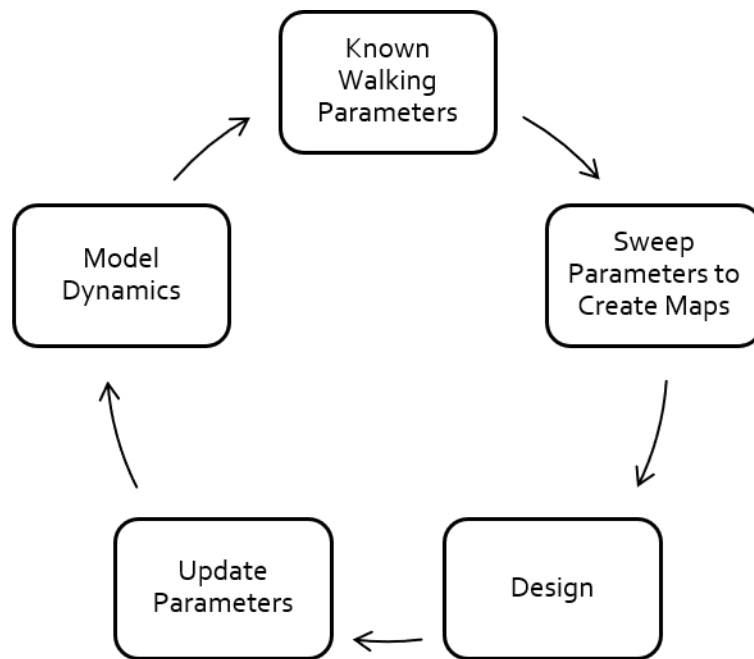 Known
Walking
Parameters
Sweep
Parameters to
Create Maps
Design
Update
Parameters
Model
Dynamics